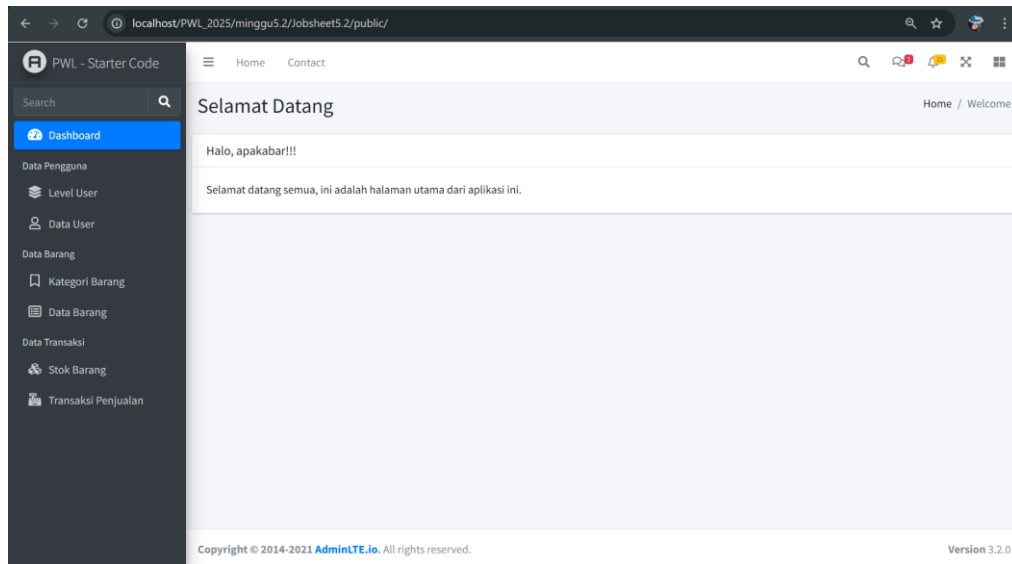 localhost/PWL_2025/minggu5.2/Jobsheet5.2/public/
PWL - Starter Code
Home Contact
3
15
Search
Selamat Datang
Home / Welcome
Dashboard
Halo, apakabar!!!
Data Pengguna
Selamat datang semua, ini adalah halaman utama dari aplikasi ini.
Level User
Data User
Data Barang
Kategori Barang
Data Barang
Data Transaksi
Stok Barang
Transaksi Penjualan
Copyright © 2014-2021 AdminLTE.io. All rights reserved.
Version 3.2.0